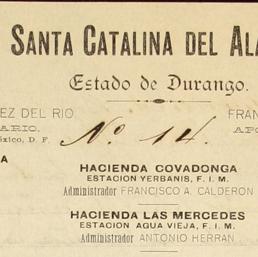 SANTA CATALINA DEL ALA
Estado de Durango.
EZ DEL RIO
FRAN
ARIO.
APO
éxico, D. F.
No. 14.
A
HACIENDA COVADONGA
ESTACION YERBANIS, F. I. M.
Administrador FRANCISCO A. CALDERON
HACIENDA LAS MERCEDES
ESTACION AGUA VIEJA, F. I. M.
Administrador ANTONIO HERRAN